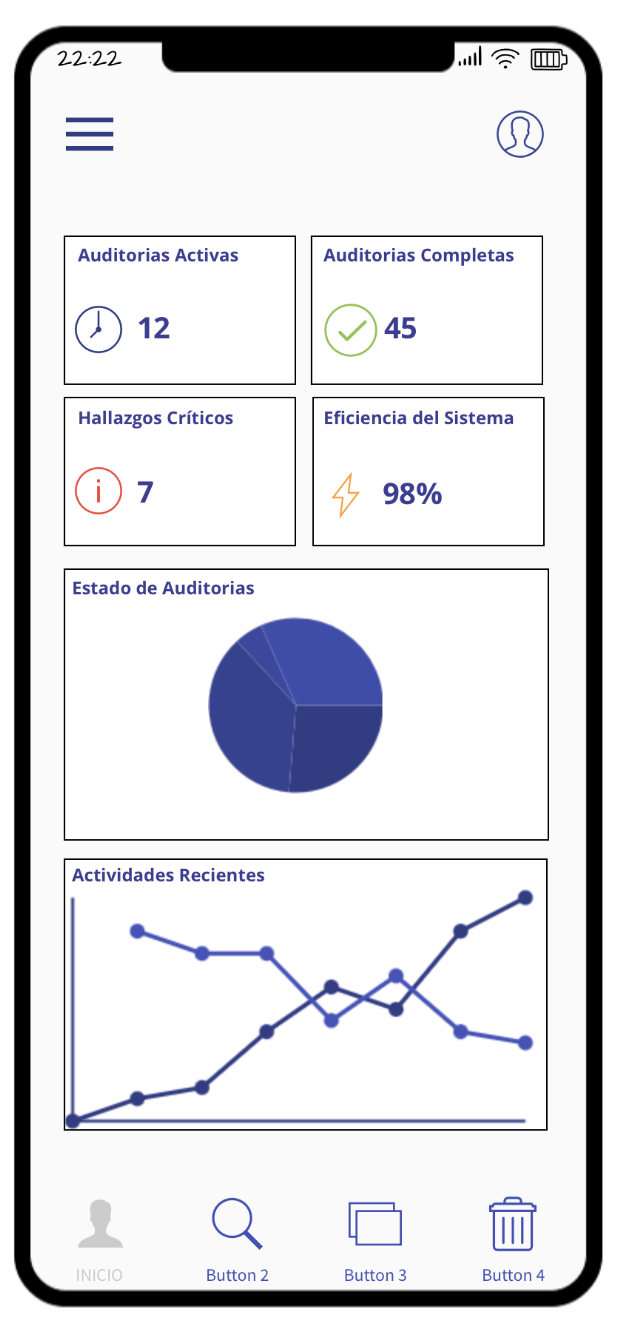 22:22
Auditorias Activas
12
Auditorias Completas
45
Hallazgos Críticos
7
Eficiencia del Sistema
98%
Estado de Auditorias
Actividades Recientes
INICIO
Button 2
Button 3
Button 4